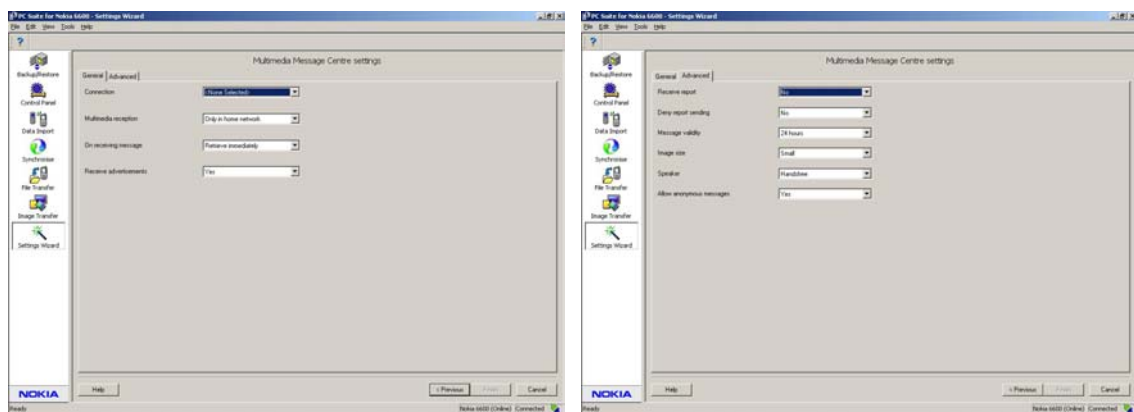 PC Suite for Nokia 6600 - Settings Wizard
File Edit View Tools Help
?
Multimedia Message Centre settings
General Advanced
Backup/Restore
Control Panel
Data Import
Synchronise
File Transfer
Image Transfer
Settings Wizard
Connection (None Selected)
Multimedia reception Only in home network
On receiving message Retrieve immediately
Receive advertisements Yes
NOKIA
Help < Previous Finish Cancel
Ready Nokia 6600 (Online) Connected
PC Suite for Nokia 6600 - Settings Wizard
File Edit View Tools Help
?
Multimedia Message Centre settings
General Advanced
Backup/Restore
Control Panel
Data Import
Synchronise
File Transfer
Image Transfer
Settings Wizard
Receive report No
Deny report sending No
Message validity 24 hours
Image size Small
Speaker Handsfree
Allow anonymous messages Yes
NOKIA
Help < Previous Finish Cancel
Ready Nokia 6600 (Online) Connected